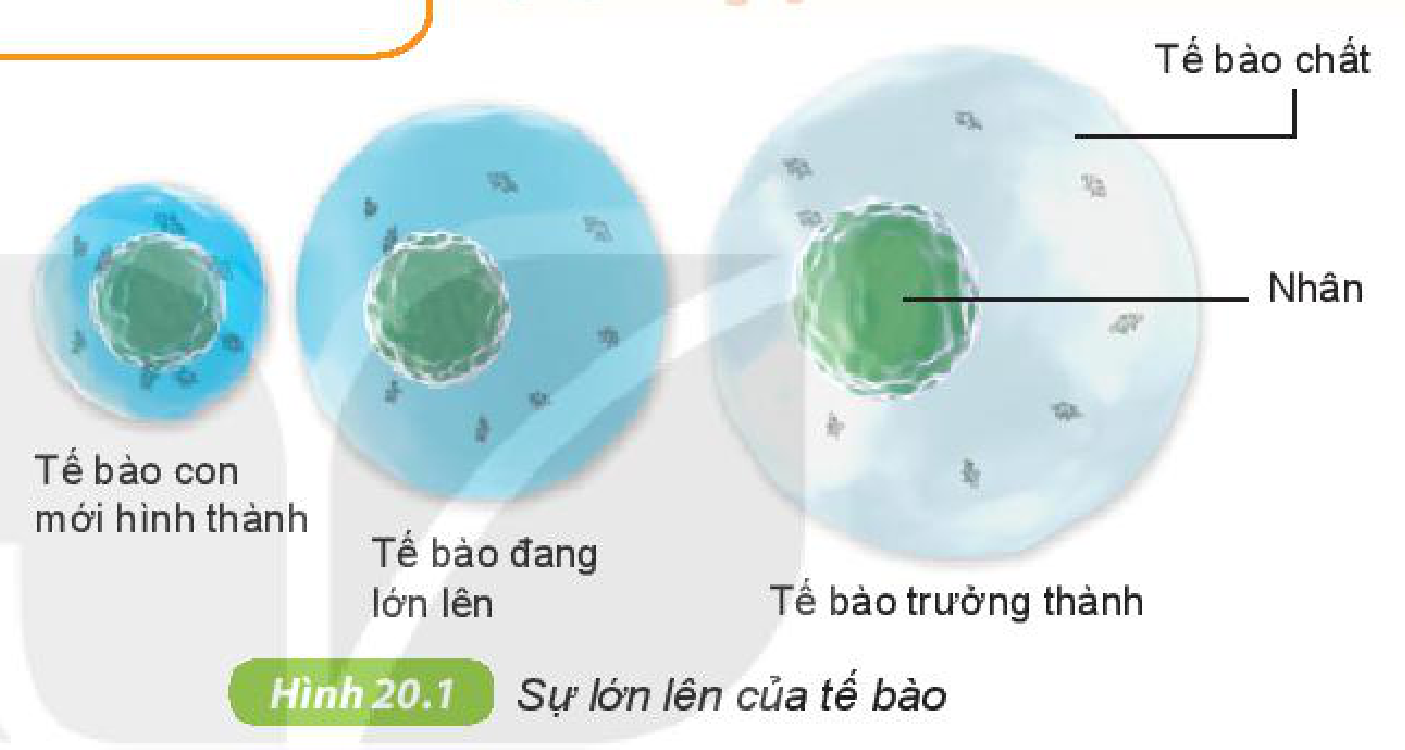 Tế bào chất
Nhân
Tế bào con
mới hình thành
Tế bào đang
lớn lên
Tế bào trưởng thành
Hình 20.1 Sự lớn lên của tế bào